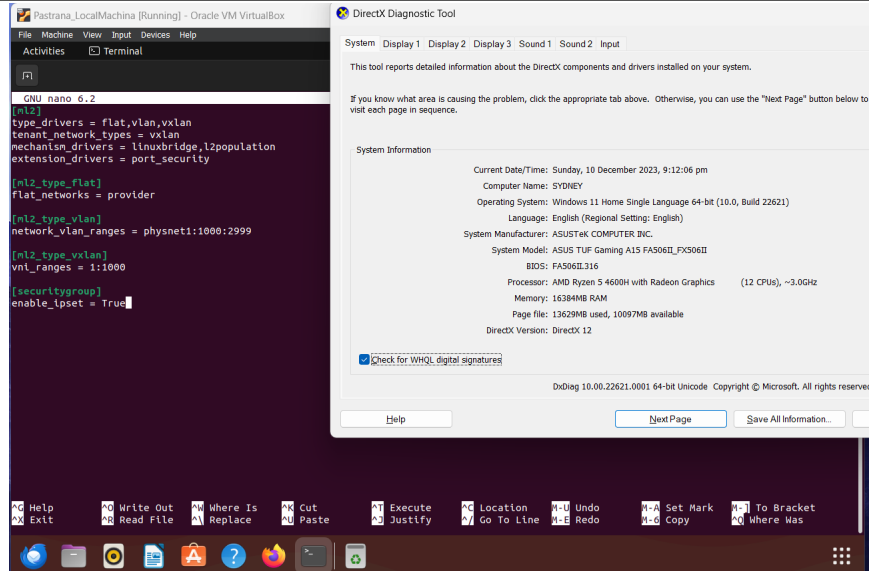 Pastrana_LocalMachina [Running] - Oracle VM VirtualBox
File Machine View Input Devices Help
Activities Terminal
GNU nano 6.2
[ml2]
type_drivers = flat,vlan,vxlan
tenant_network_types = vxlan
mechanism_drivers = linuxbridge,l2population
extension_drivers = port_security
[ml2_type_flat]
flat_networks = provider
[ml2_type_vlan]
network_vlan_ranges = physnet1:1000:2999
[ml2_type_vxlan]
vni_ranges = 1:1000
[securitygroup]
enable_ipset = True
^G Help ^O Write Out ^W Where Is ^K Cut ^T Execute ^C Location M-U Undo M-A Set Mark M-] To Bracket
^X Exit ^R Read File ^\ Replace ^U Paste ^J Justify ^/ Go To Line M-E Redo M-6 Copy ^Q Where Was
DirectX Diagnostic Tool
System Display 1 Display 2 Display 3 Sound 1 Sound 2 Input
This tool reports detailed information about the DirectX components and drivers installed on your system.
If you know what area is causing the problem, click the appropriate tab above. Otherwise, you can use the "Next Page" button below to
visit each page in sequence.
System Information
Current Date/Time: Sunday, 10 December 2023, 9:12:06 pm
Computer Name: SYDNEY
Operating System: Windows 11 Home Single Language 64-bit (10.0, Build 22621)
Language: English (Regional Setting: English)
System Manufacturer: ASUSTeK COMPUTER INC.
System Model: ASUS TUF Gaming A15 FA506II_FX506II
BIOS: FA506II.316
Processor: AMD Ryzen 5 4600H with Radeon Graphics (12 CPUs), ~3.0GHz
Memory: 16384MB RAM
Page file: 13629MB used, 10097MB available
DirectX Version: DirectX 12
Check for WHQL digital signatures
DxDiag 10.00.22621.0001 64-bit Unicode Copyright © Microsoft. All rights reserved
Help Next Page Save All Information...